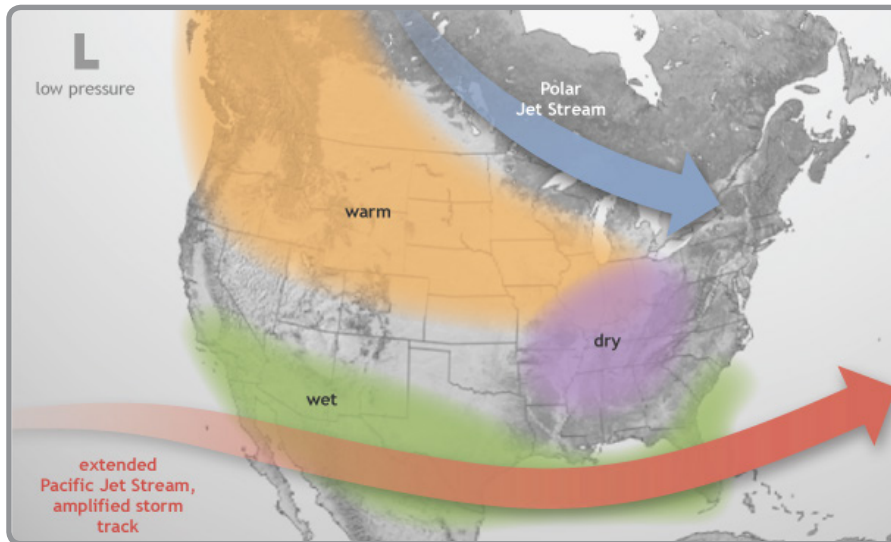 L
low pressure
Polar
Jet Stream
warm
dry
wet
extended
Pacific Jet Stream,
amplified storm
track